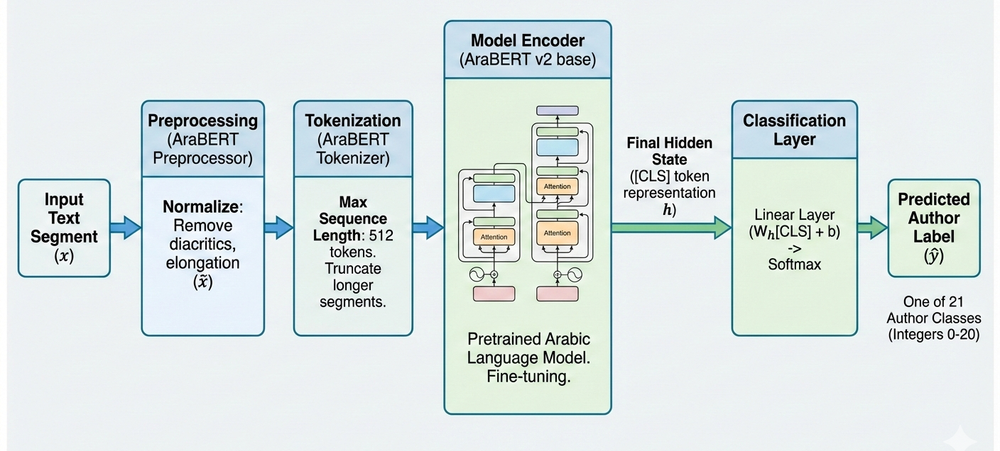 Input
Text
Segment
(x)
Preprocessing
(AraBERT
Preprocessor)
Normalize:
Remove
diacritics,
elongation
(x̃)
Tokenization
(AraBERT
Tokenizer)
Max
Sequence
Length: 512
tokens.
Truncate
longer
segments.
Model Encoder
(AraBERT v2 base)
Attention
Attention
Attention
Pretrained Arabic
Language Model.
Fine-tuning.
Final Hidden
State
([CLS] token
representation
h)
Classification
Layer
Linear Layer
(Wₕ[CLS] + b)
->
Softmax
Predicted
Author
Label
(ŷ)
One of 21
Author Classes
(Integers 0-20)